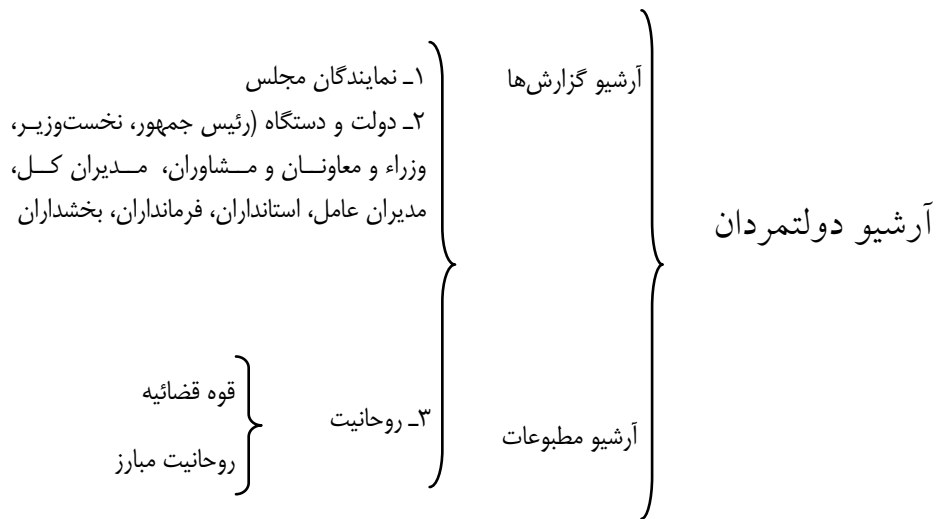 آرشیو دولتمردان
آرشیو گزارش‌ها
آرشیو مطبوعات
۱ـ نمایندگان مجلس
۲ـ دولت و دستگاه (رئیس جمهور، نخست‌وزیر،
وزراء و معاونان و مشاوران، مدیران کل،
مدیران عامل، استانداران، فرمانداران، بخشداران
۳ـ روحانیت
قوه قضائیه
روحانیت مبارز